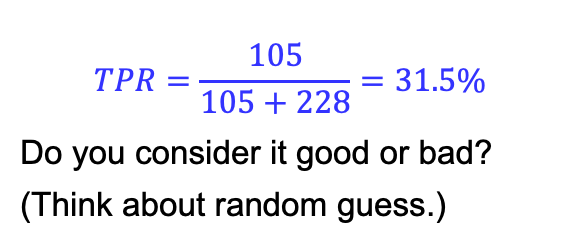 TPR = 105 / (105 + 228) = 31.5%
Do you consider it good or bad?
(Think about random guess.)